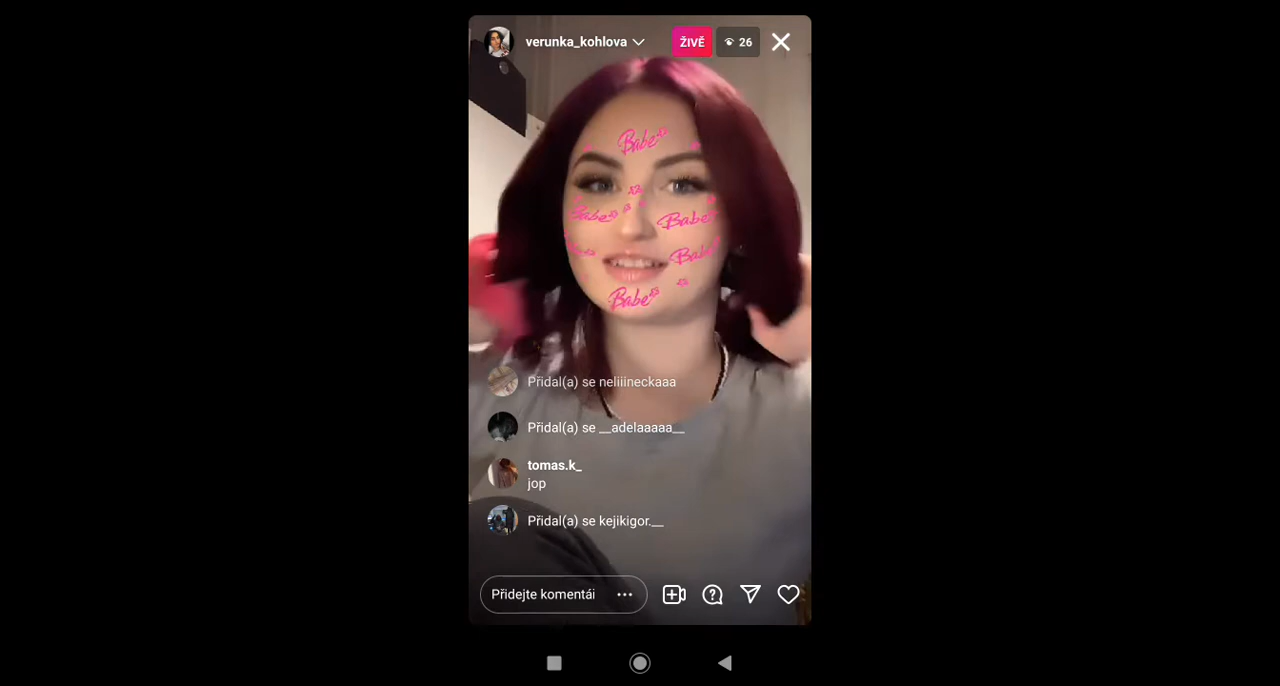 verunka_kohlova
ŽIVĚ
26
Babe
Babe
Babe
Babe
Babe
Přidal(a) se neliiineckaaa
Přidal(a) se __adelaaaaa__
tomas.k_
jop
Přidal(a) se kejikigor.__
Přidejte komentái